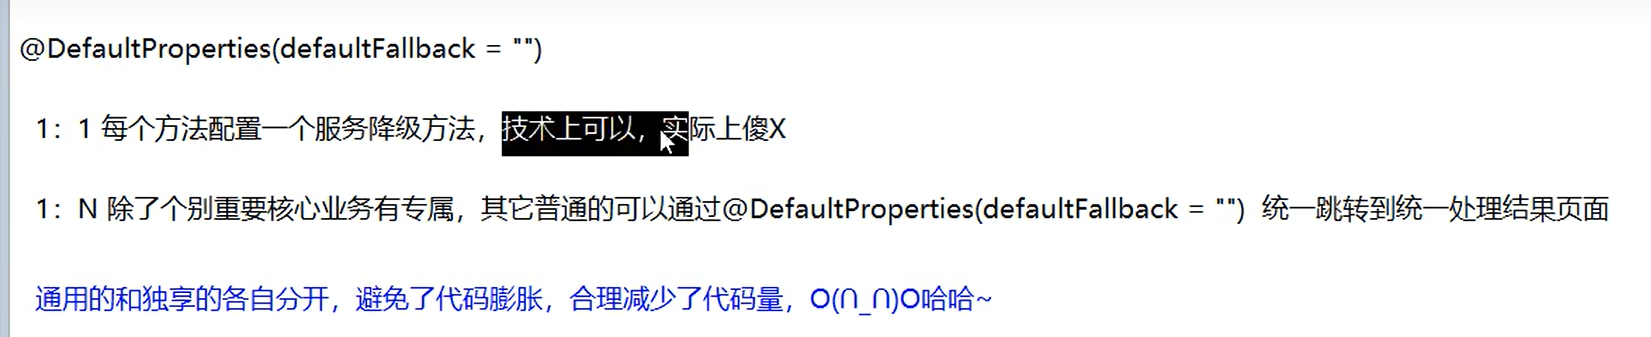 @DefaultProperties(defaultFallback = "")
1：1 每个方法配置一个服务降级方法，技术上可以，实际上傻X
1：N 除了个别重要核心业务有专属，其它普通的可以通过@DefaultProperties(defaultFallback = "") 统一跳转到统一处理结果页面
通用的和独享的各自分开，避免了代码膨胀，合理减少了代码量，O(∩_∩)O哈哈~